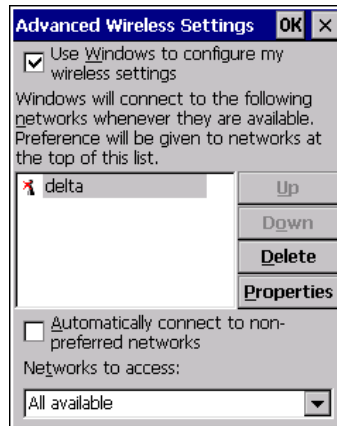 Advanced Wireless Settings OK ×
Use Windows to configure my
wireless settings
Windows will connect to the following
networks whenever they are available.
Preference will be given to networks at
the top of this list.
delta
Up
Down
Delete
Properties
Automatically connect to non-
preferred networks
Networks to access:
All available